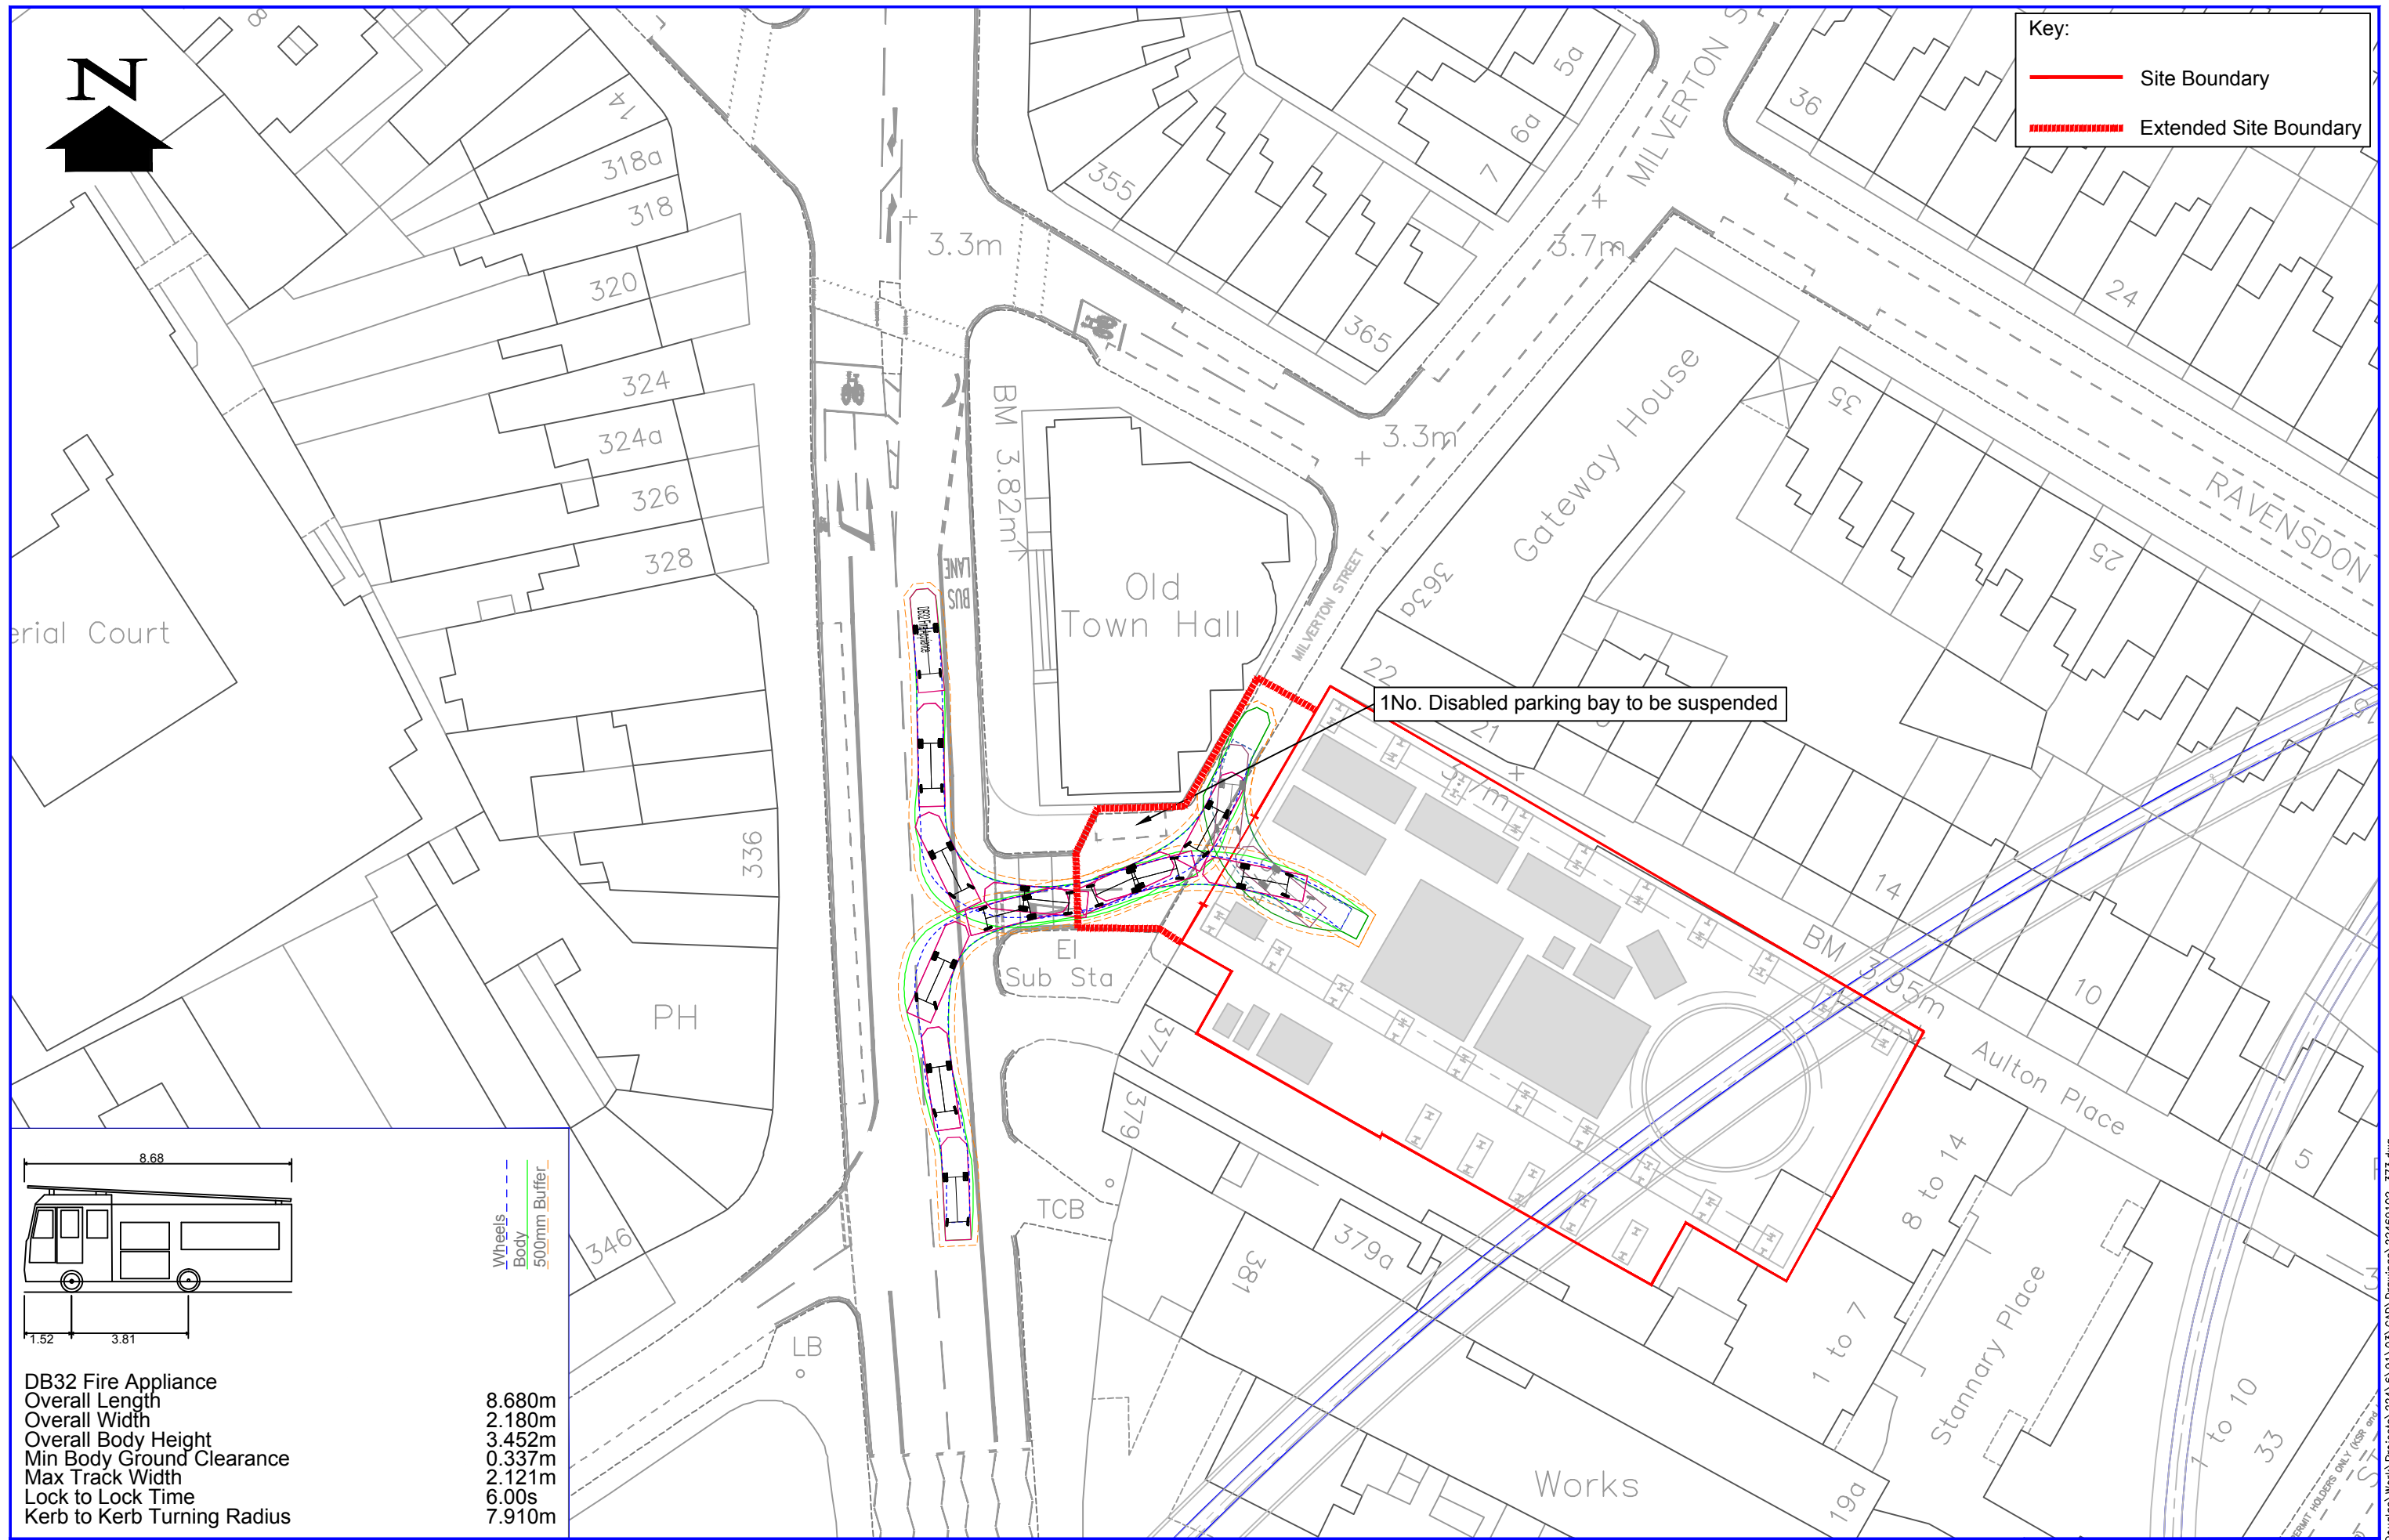 N
Key:
Site Boundary
Extended Site Boundary
8
14
318a
318
320
324
324a
326
328
336
PH
346
LB
355
365
5a
6a
7
36
MILVERTON S
3.3m
3.7m
3.3m
24
35
25
RAVENSDON
Gateway House
363a
MILVERTON STREET
BM 3.82m
Old
Town Hall
BUS
LANE
erial Court
1No. Disabled parking bay to be suspended
22
21
3.7m
14
10
BM 3.95m
Aulton Place
15
5
El
Sub Sta
377
379
TCB
379a
381
8 to 14
1 to 7
Stannary Place
1 to 10
33
Works
19a
8.68
1.52
3.81
Wheels
Body
500mm Buffer
DB32 Fire Appliance
Overall Length 8.680m
Overall Width 2.180m
Overall Body Height 3.452m
Min Body Ground Clearance 0.337m
Max Track Width 2.121m
Lock to Lock Time 6.00s
Kerb to Kerb Turning Radius 7.910m